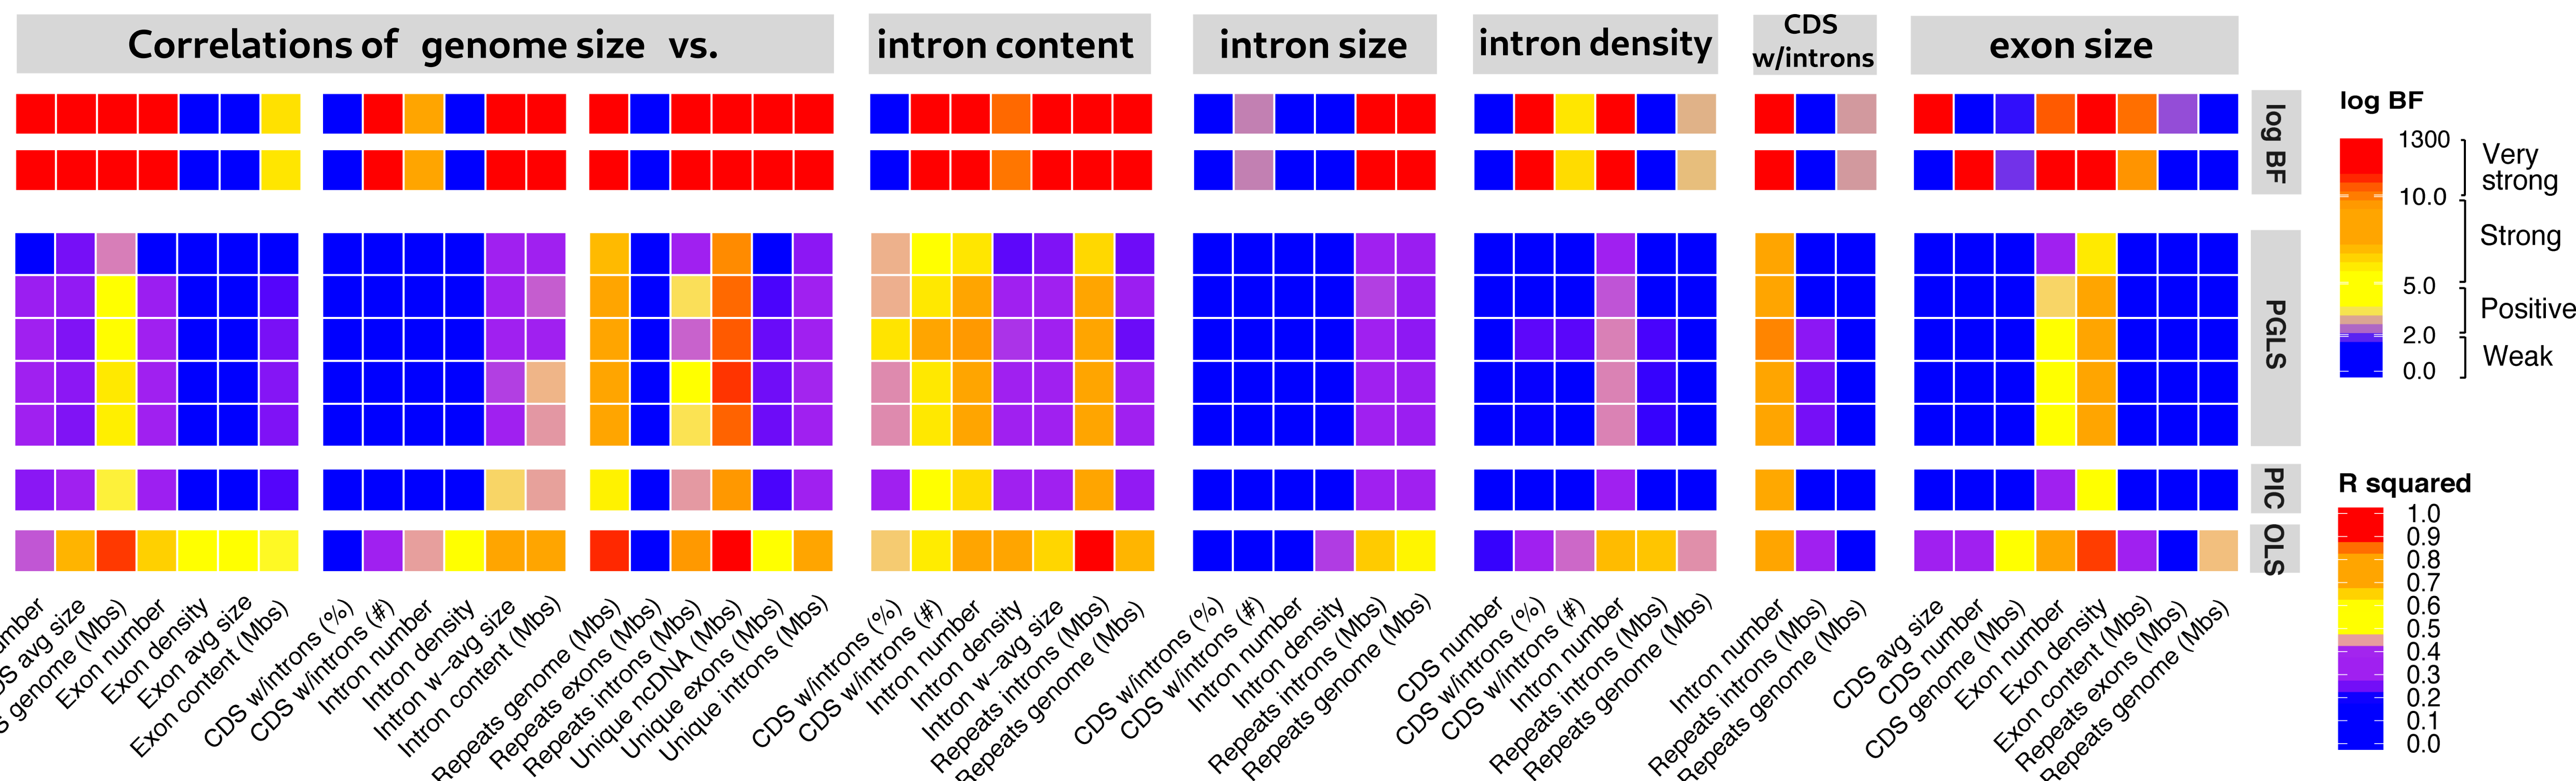 Correlations of genome size vs.
intron content
intron size
intron density
CDS
w/introns
exon size
log BF
PGLS
PIC
OLS
log BF
1300
10.0
5.0
2.0
0.0
Very
strong
Strong
Positive
Weak
R squared
1.0
0.9
0.8
0.7
0.6
0.5
0.4
0.3
0.2
0.1
0.0
avg size
genome (Mbs)
Exon number
Exon density
Exon avg size
Exon content (Mbs)
CDS w/introns (%)
CDS w/introns (#)
Intron number
Intron density
Intron w-avg size
Intron content (Mbs)
Repeats genome (Mbs)
Repeats exons (Mbs)
Repeats introns (Mbs)
Unique ncDNA (Mbs)
Unique exons (Mbs)
Unique introns (Mbs)
CDS w/introns (%)
CDS w/introns (#)
Intron number
Intron density
Intron w-avg size
Repeats introns (Mbs)
Repeats genome (Mbs)
CDS w/introns (%)
CDS w/introns (#)
Intron number
Intron density
Repeats introns (Mbs)
Repeats genome (Mbs)
CDS number
CDS w/introns (%)
CDS w/introns (#)
Intron number
Repeats introns (Mbs)
Repeats genome (Mbs)
Intron number
Repeats introns (Mbs)
Repeats genome (Mbs)
CDS avg size
CDS number
CDS genome (Mbs)
Exon number
Exon density
Exon content (Mbs)
Repeats exons (Mbs)
Repeats genome (Mbs)